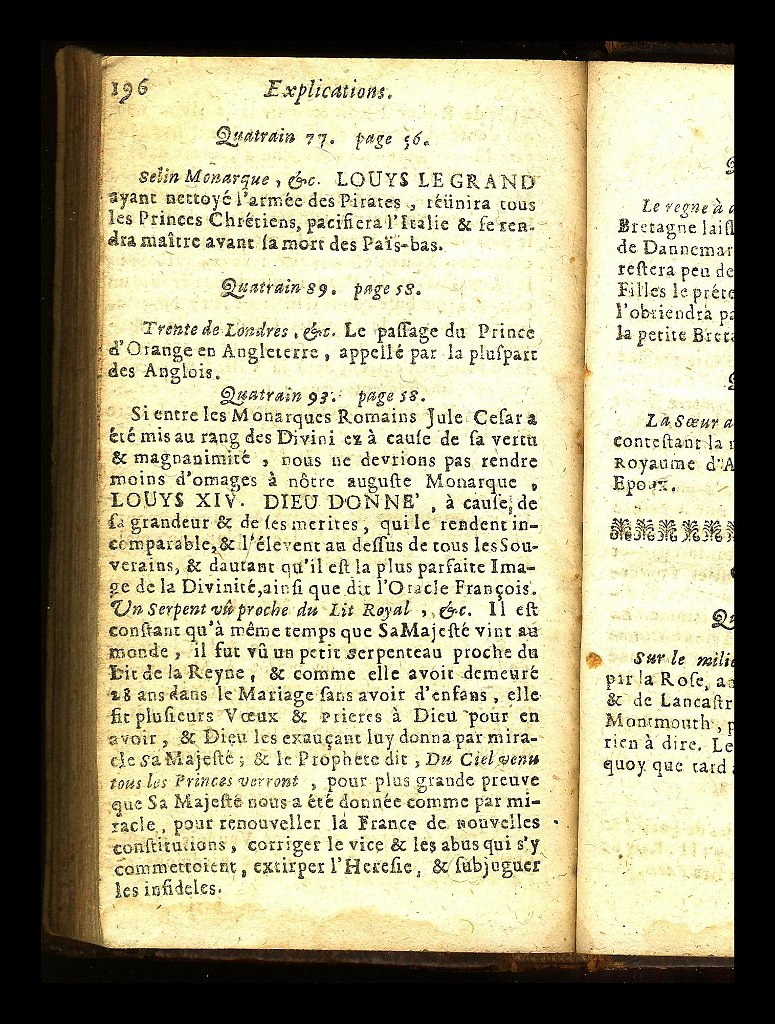 196 Explications.
Quatrain 77. page 56.
Selin Monarque, &c. LOUYS LE GRAND
ayant nettoyé l'armée des Pirates, réünira tous
les Princes Chrétiens, pacifiera l'Italie & se ren-
dra maître avant sa mort des Païs-bas.
Quatrain 89. page 58.
Trente de Londres, &c. Le passage du Prince
d'Orange en Angleterre, appellé par la pluspart
des Anglois.
Quatrain 93. page 58.
Si entre les Monarques Romains Jule Cesar a
été mis au rang des Divini ez à cause de sa vertu
& magnanimité, nous ne devrions pas rendre
moins d'omages à nôtre auguste Monarque,
LOUYS XIV. DIEU DONNE', à cause, de
sa grandeur & de ses merites, qui le rendent in-
comparable, & l'élevent au dessus de tous les Sou-
verains, & dautant qu'il est la plus parfaite Ima-
ge de la Divinité, ainsi que dit l'Oracle François.
Un Serpent vû proche du Lit Royal, &c. Il est
constant qu'à même temps que Sa Majesté vint au
monde, il fut vû un petit serpenteau proche du
Lit de la Reyne, & comme elle avoit demeuré
28 ans dans le Mariage sans avoir d'enfans, elle
fit plusieurs Vœux & Prieres à Dieu pour en
avoir, & Dieu les exauçant luy donna par mira-
cle sa Majesté; & le Prophete dit, Du Ciel venu
tous les Princes verront, pour plus grande preuve
que Sa Majesté nous a été donnée comme par mi-
racle, pour renouveller la France de nouvelles
constitutions, corriger le vice & les abus qui s'y
commettoient, extirper l'Heresie, & subjuguer
les infideles.
Le regne à
Bretagne
de
restera peu de
Filles le
l'obtiendra
la petite
La Sœur
contestant la
Royaume
Epoux.
Sur le
par la Rose,
& de
Montmouth,
rien à dire. Le
quoy que tard